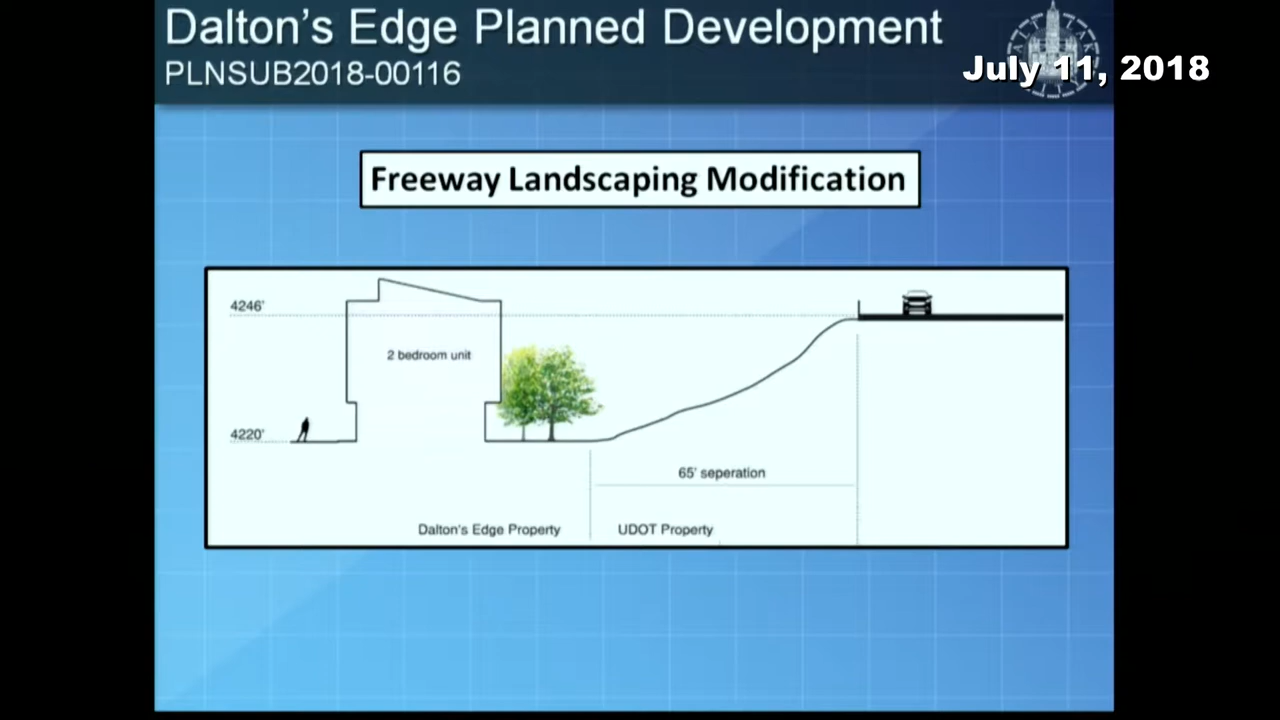 Dalton's Edge Planned Development
PLNSUB2018-00116
July 11, 2018
Freeway Landscaping Modification
4246'
2 bedroom unit
4220'
65' seperation
Dalton's Edge Property
UDOT Property